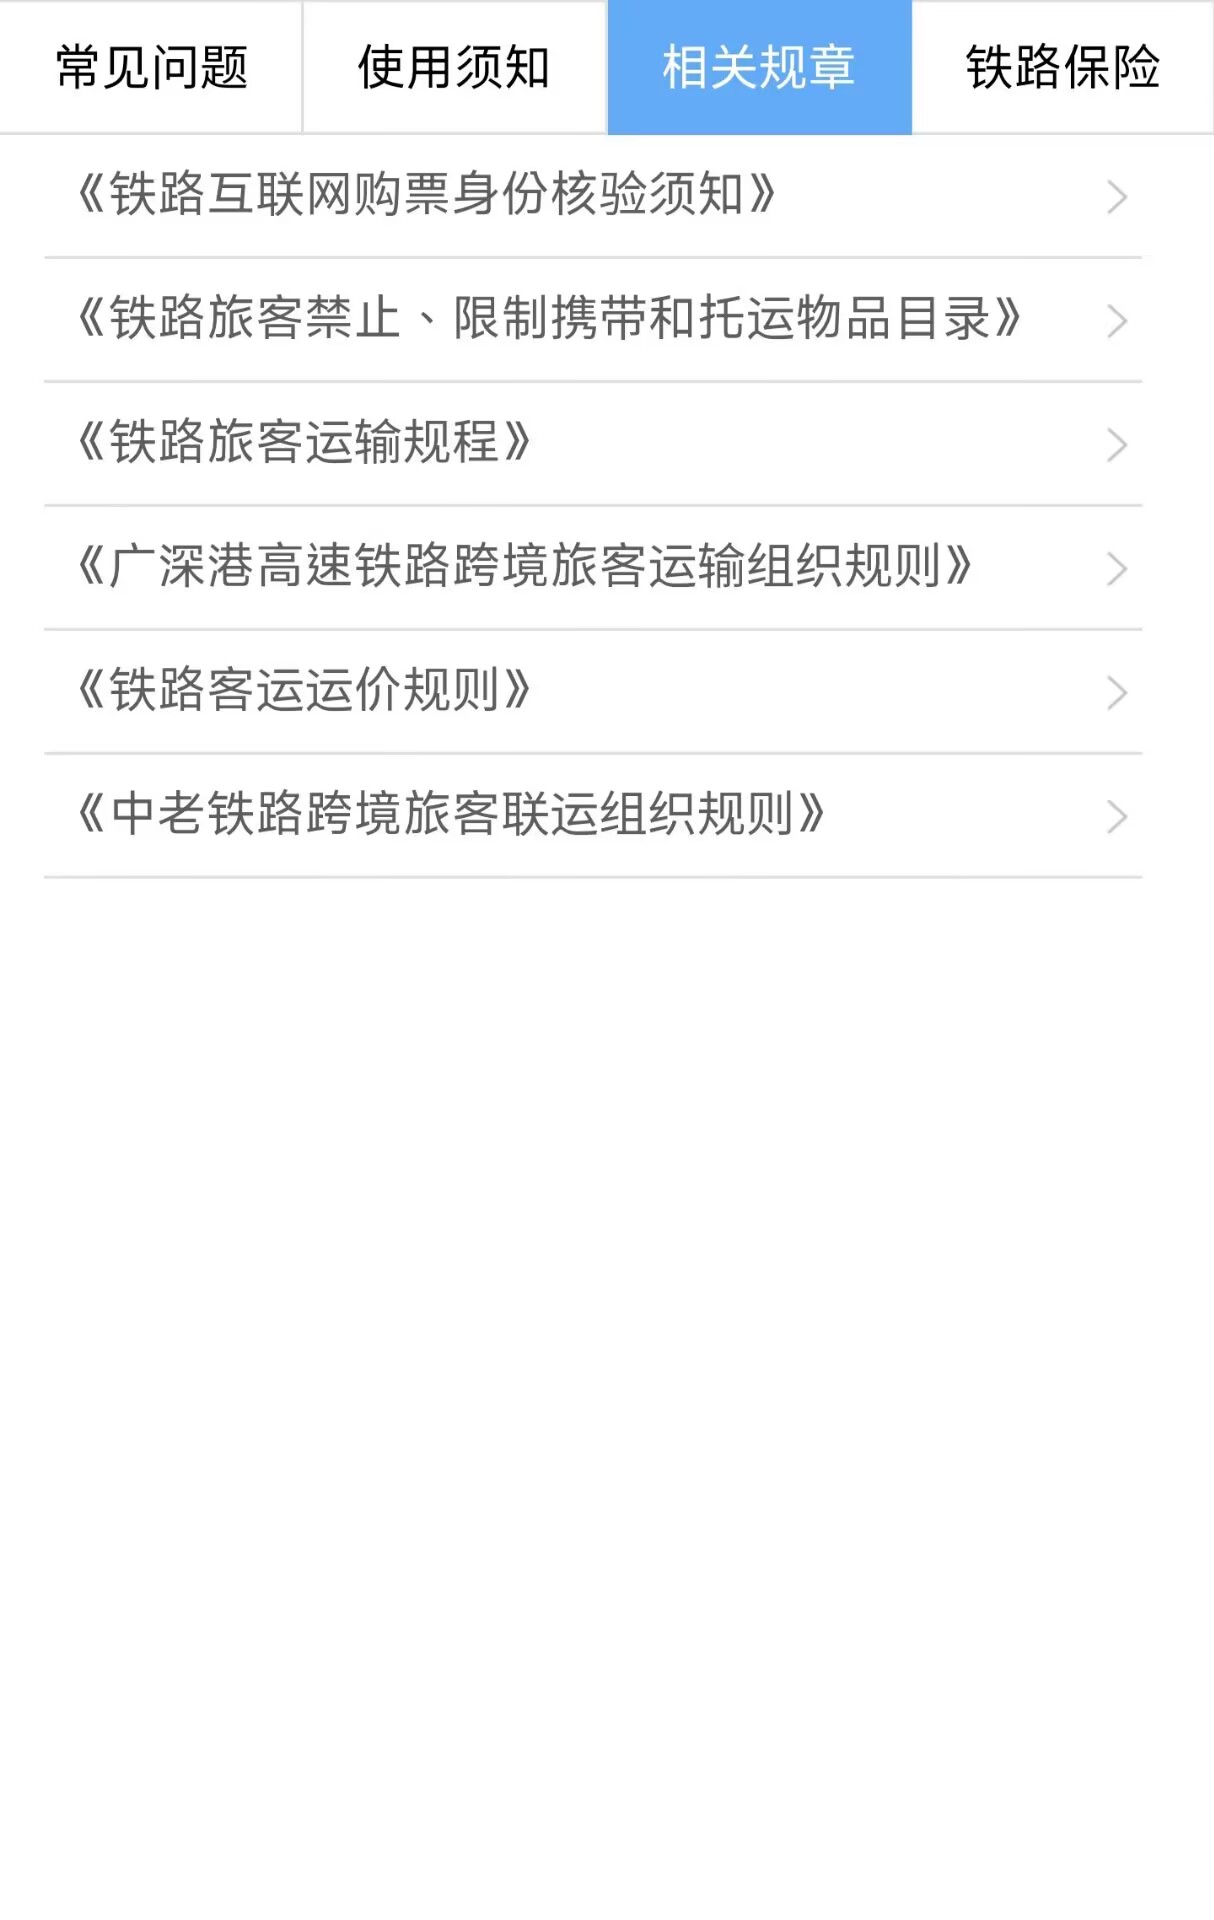 常见问题 使用须知 相关规章 铁路保险
《铁路互联网购票身份核验须知》
《铁路旅客禁止、限制携带和托运物品目录》
《铁路旅客运输规程》
《广深港高速铁路跨境旅客运输组织规则》
《铁路客运运价规则》
《中老铁路跨境旅客联运组织规则》